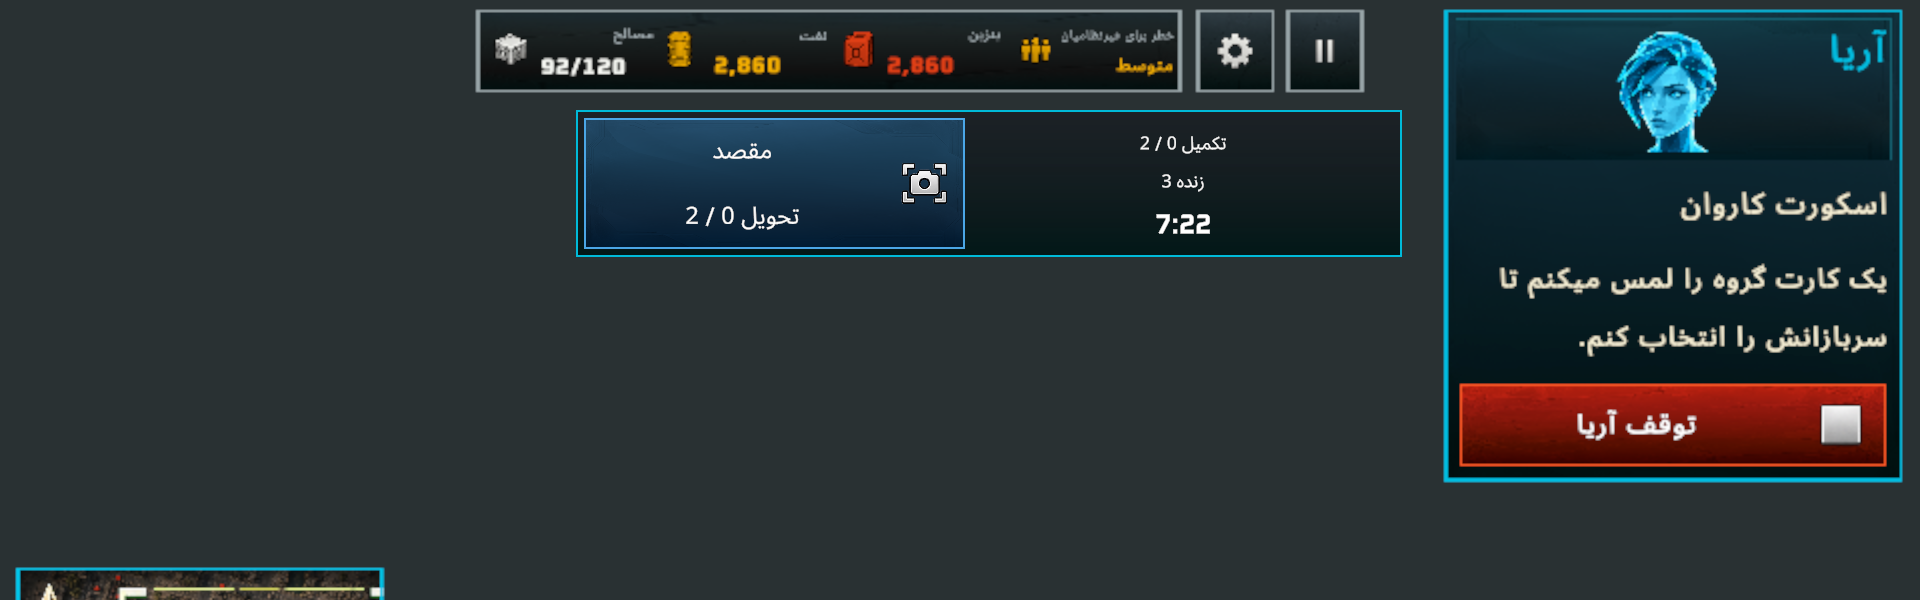 مصالح
92/120
نفت
2,860
بنزین
2,860
خطر برای غیرنظامیان
متوسط
مقصد
تحویل 0 / 2
تکمیل 0 / 2
زنده 3
7:22
آریا
اسکورت کاروان
یک کارت گروه را لمس میکنم تا
سربازانش را انتخاب کنم.
توقف آریا